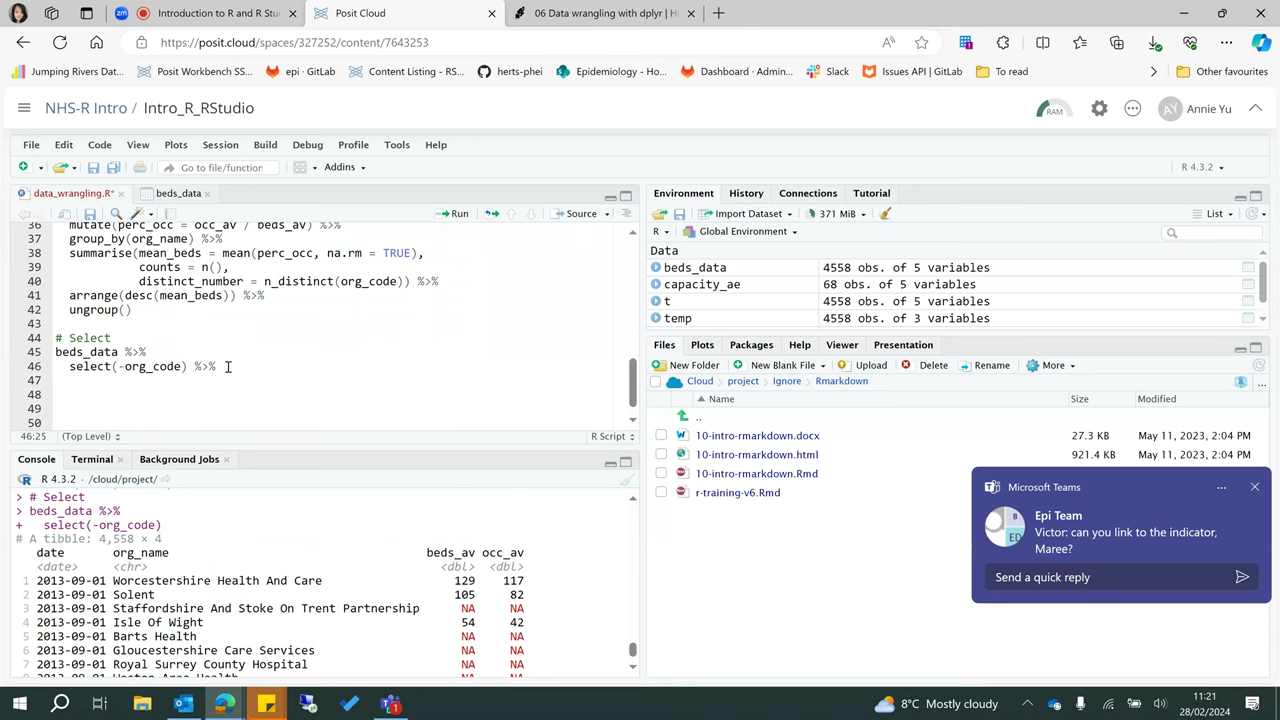 Introduction to R and R Stu
Posit Cloud
06 Data wrangling with dplyr | H
https://posit.cloud/spaces/327252/content/7643253
Jumping Rivers Dat...
Posit Workbench SS...
epi · GitLab
Content Listing - RS...
herts-phei
Epidemiology - Ho...
Dashboard · Admin...
Slack
Issues API | GitLab
To read
Other favourites
NHS-R Intro / Intro_R_RStudio
RAM
AY
Annie Yu
File Edit Code View Plots Session Build Debug Profile Tools Help
Go to file/function
Addins
R 4.3.2
data_wrangling.R*
beds_data
Run
Source
36 mutate(perc_occ = occ_av / beds_av) %>%
37 group_by(org_name) %>%
38 summarise(mean_beds = mean(perc_occ, na.rm = TRUE),
39 counts = n(),
40 distinct_number = n_distinct(org_code)) %>%
41 arrange(desc(mean_beds)) %>%
42 ungroup()
43
44 # Select
45 beds_data %>%
46 select(-org_code) %>%
47
48
49
50
46:25 (Top Level) R Script
Console Terminal Background Jobs
R 4.3.2 · /cloud/project/
> # Select
> beds_data %>%
+ select(-org_code)
# A tibble: 4,558 × 4
date org_name beds_av occ_av
<date> <chr> <dbl> <dbl>
1 2013-09-01 Worcestershire Health And Care 129 117
2 2013-09-01 Solent 105 82
3 2013-09-01 Staffordshire And Stoke On Trent Partnership NA NA
4 2013-09-01 Isle Of Wight 54 42
5 2013-09-01 Barts Health NA NA
6 2013-09-01 Gloucestershire Care Services NA NA
7 2013-09-01 Royal Surrey County Hospital NA NA
Environment History Connections Tutorial
Import Dataset
371 MiB
List
R Global Environment
Data
beds_data 4558 obs. of 5 variables
capacity_ae 68 obs. of 5 variables
t 4558 obs. of 5 variables
temp 4558 obs. of 3 variables
Files Plots Packages Help Viewer Presentation
New Folder New Blank File Upload Delete Rename More
Cloud project Ignore Rmarkdown
...
Name Size Modified
..
10-intro-rmarkdown.docx 27.3 KB May 11, 2023, 2:04 PM
10-intro-rmarkdown.html 921.4 KB May 11, 2023, 2:04 PM
10-intro-rmarkdown.Rmd
r-training-v6.Rmd
Microsoft Teams
B
ED
Epi Team
Victor: can you link to the indicator,
Maree?
Send a quick reply
1
8°C Mostly cloudy
11:21
28/02/2024